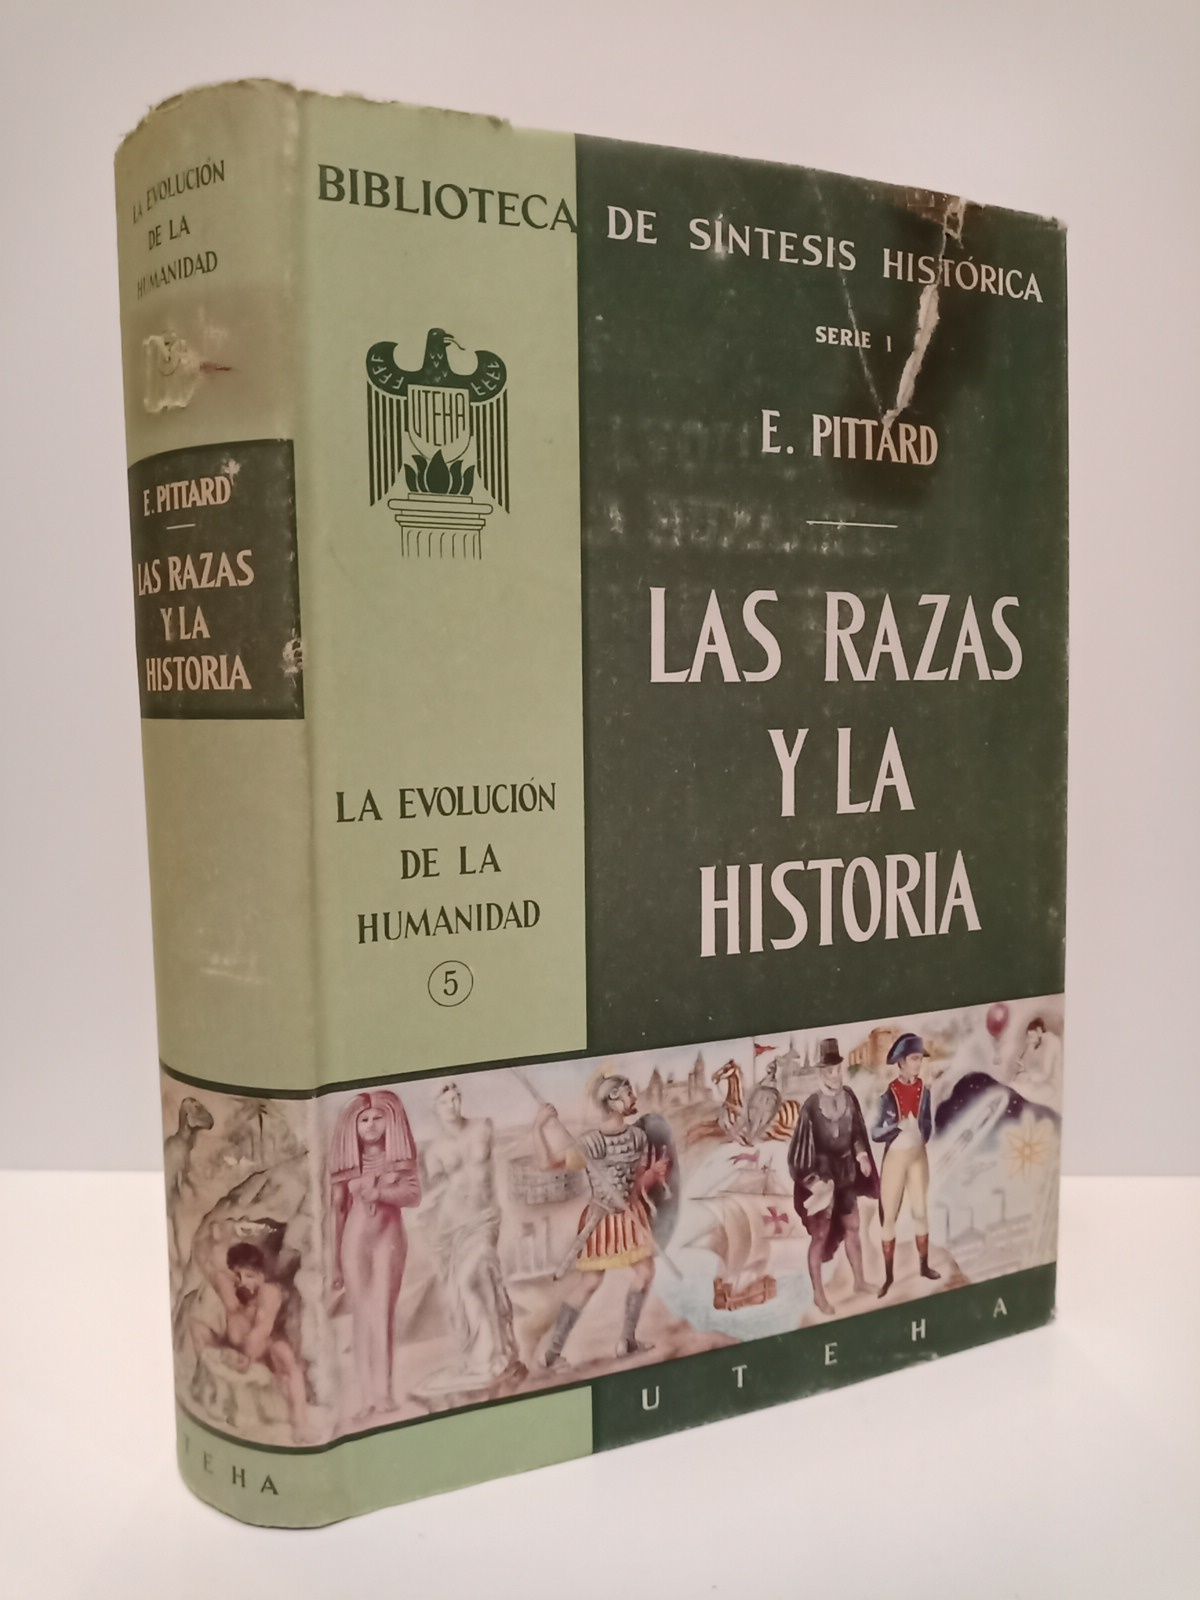 LA EVOLUCIÓN
DE LA
HUMANIDAD
E. PITTARD
LAS RAZAS
Y LA
HISTORIA
TEHA
BIBLIOTECA DE SÍNTESIS HISTÓRICA
SERIE I
UTEHA
E. PITTARD
LAS RAZAS
Y LA
HISTORIA
LA EVOLUCIÓN
DE LA
HUMANIDAD
5
UTEHA